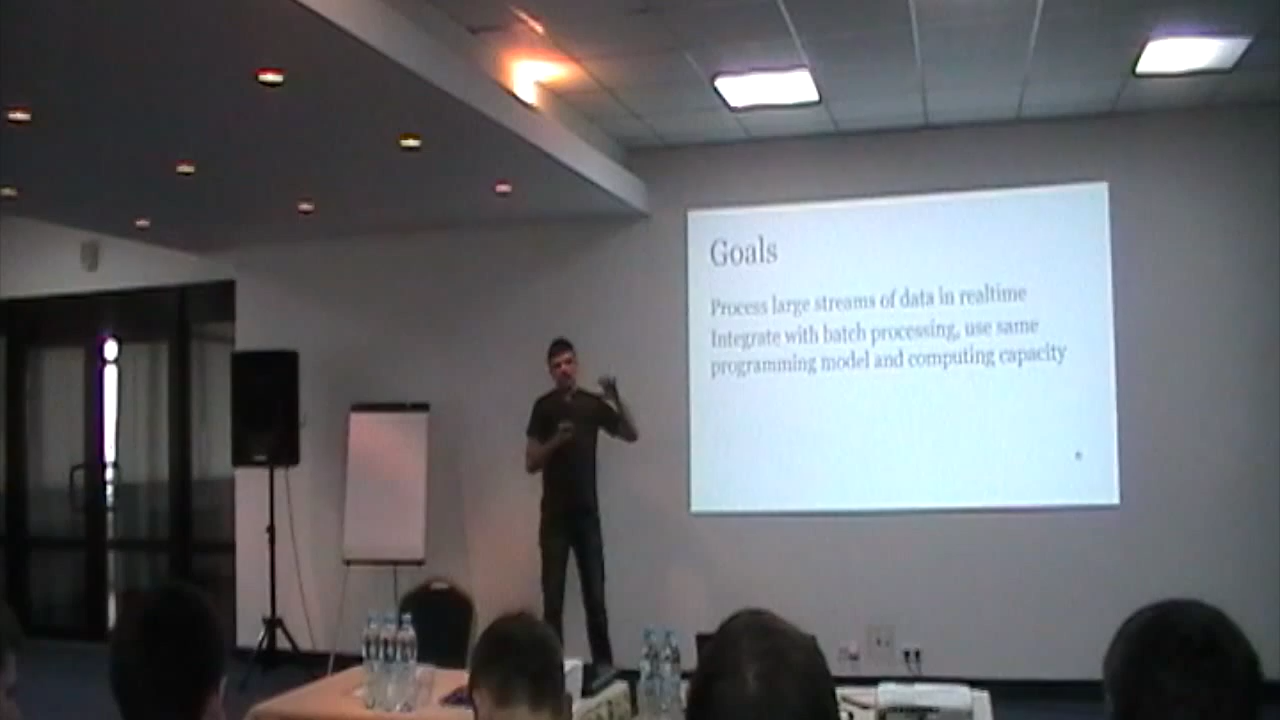 Goals
Process large streams of data in realtime
Integrate with batch processing, use same
programming model and computing capacity